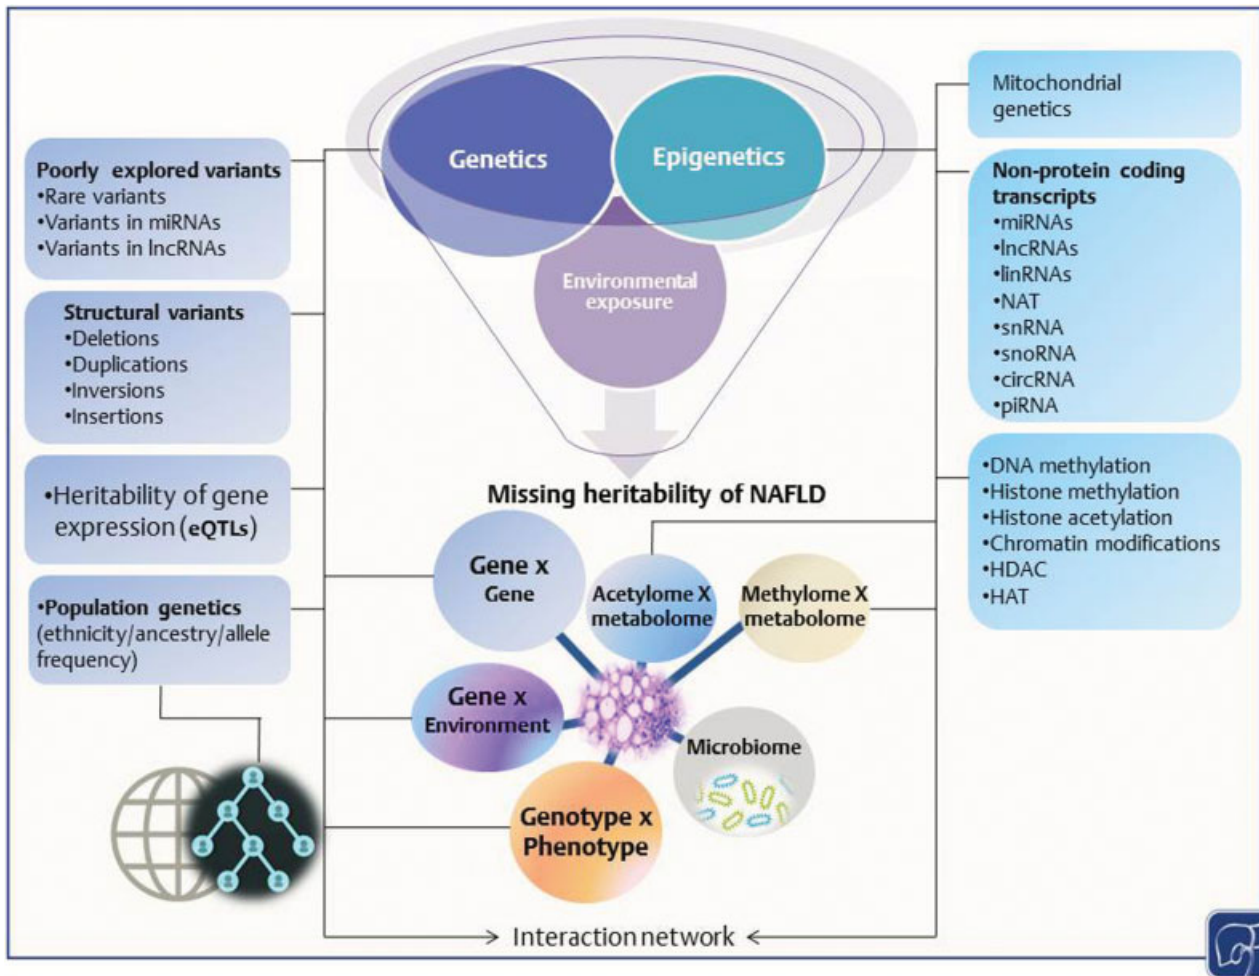 Genetics
Epigenetics
Environmental
exposure
Poorly explored variants
•Rare variants
•Variants in miRNAs
•Variants in lncRNAs
Structural variants
•Deletions
•Duplications
•Inversions
•Insertions
•Heritability of gene
expression (eQTLs)
•Population genetics
(ethnicity/ancestry/allele
frequency)
Mitochondrial
genetics
Non-protein coding
transcripts
•miRNAs
•lncRNAs
•linRNAs
•NAT
•snRNA
•snoRNA
•circRNA
•piRNA
•DNA methylation
•Histone methylation
•Histone acetylation
•Chromatin modifications
•HDAC
•HAT
Missing heritability of NAFLD
Gene x
Gene
Acetylome X
metabolome
Methylome X
metabolome
Gene x
Environment
Microbiome
Genotype x
Phenotype
Interaction network